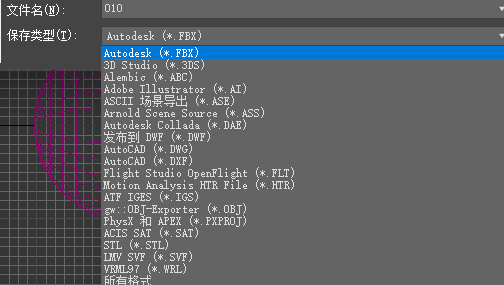 文件名(N): 010
保存类型(T): Autodesk (*.FBX)
Autodesk (*.FBX)
3D Studio (*.3DS)
Alembic (*.ABC)
Adobe Illustrator (*.AI)
ASCII 场景导出 (*.ASE)
Arnold Scene Source (*.ASS)
Autodesk Collada (*.DAE)
发布到 DWF (*.DWF)
AutoCAD (*.DWG)
AutoCAD (*.DXF)
Flight Studio OpenFlight (*.FLT)
Motion Analysis HTR File (*.HTR)
ATF IGES (*.IGS)
gw::OBJ-Exporter (*.OBJ)
PhysX 和 APEX (*.PXPROJ)
ACIS SAT (*.SAT)
STL (*.STL)
LMV SVF (*.SVF)
VRML97 (*.WRL)
所有格式